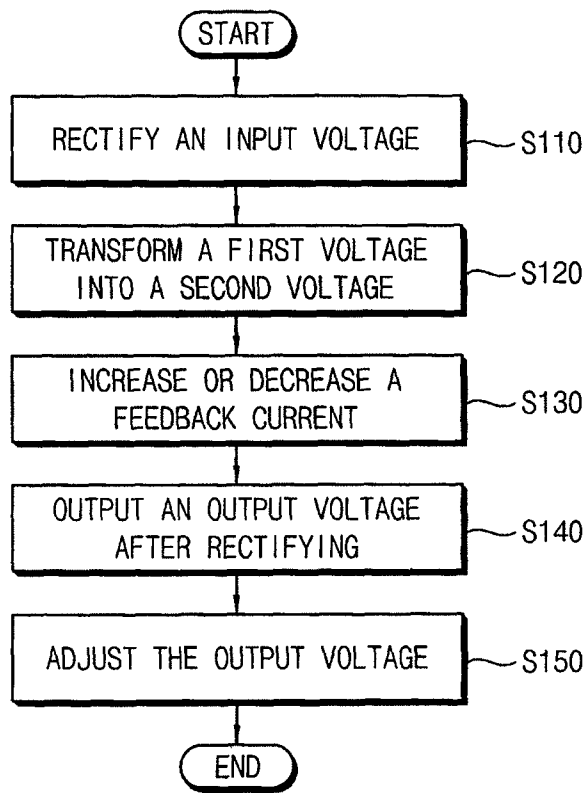 START
RECTIFY AN INPUT VOLTAGE
S110
TRANSFORM A FIRST VOLTAGE
INTO A SECOND VOLTAGE
S120
INCREASE OR DECREASE A
FEEDBACK CURRENT
S130
OUTPUT AN OUTPUT VOLTAGE
AFTER RECTIFYING
S140
ADJUST THE OUTPUT VOLTAGE
S150
END